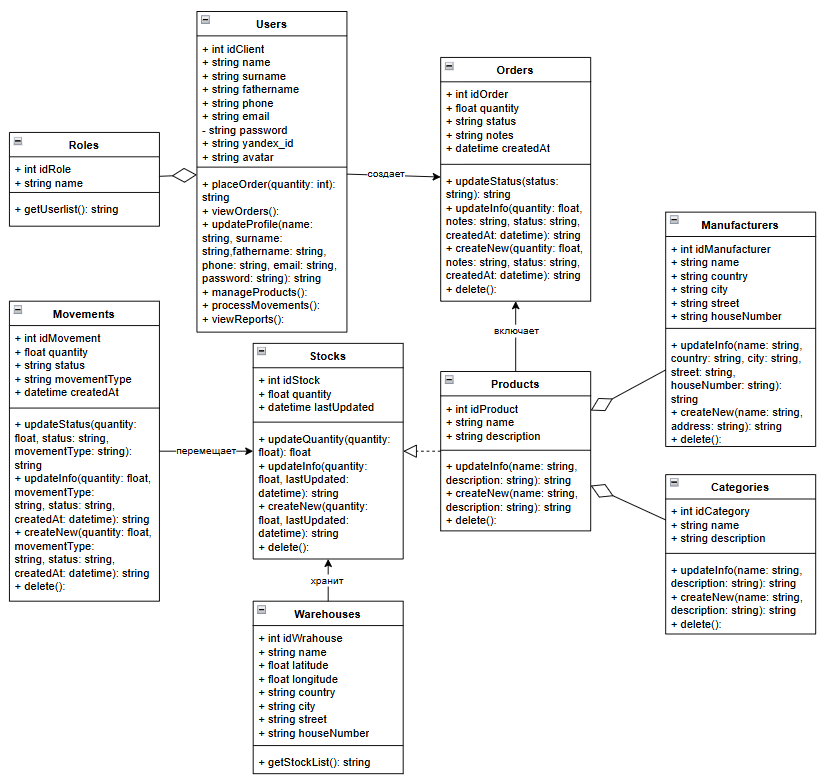 Users
+ int idClient
+ string name
+ string surname
+ string fathername
+ string phone
+ string email
- string password
+ string yandex_id
+ string avatar
+ placeOrder(quantity: int):
string
+ viewOrders():
+ updateProfile(name:
string, surname:
string,fathername: string,
phone: string, email: string,
password: string): string
+ manageProducts():
+ processMovements():
+ viewReports():
создает
Orders
+ int idOrder
+ float quantity
+ string status
+ string notes
+ datetime createdAt
+ updateStatus(status:
string): string
+ updateInfo(quantity: float,
notes: string, status: string,
createdAt: datetime): string
+ createNew(quantity: float,
notes: string, status: string,
createdAt: datetime): string
+ delete():
Roles
+ int idRole
+ string name
+ getUserlist(): string
Manufacturers
+ int idManufacturer
+ string name
+ string country
+ string city
+ string street
+ string houseNumber
+ updateInfo(name: string,
country: string, city: string,
street: string,
houseNumber: string):
string
+ createNew(name: string,
address: string): string
+ delete():
Movements
+ int idMovement
+ float quantity
+ string status
+ string movementType
+ datetime createdAt
+ updateStatus(quantity:
float, status: string,
movementType: string):
string
+ updateInfo(quantity: float,
movementType:
string, status: string,
createdAt: datetime): string
+ createNew(quantity: float,
movementType:
string, status: string,
createdAt: datetime): string
+ delete():
перемещает
Stocks
+ int idStock
+ float quantity
+ datetime lastUpdated
+ updateQuantity(quantity:
float): float
+ updateInfo(quantity:
float, lastUpdated:
datetime): string
+ createNew(quantity:
float, lastUpdated:
datetime): string
+ delete():
включает
Products
+ int idProduct
+ string name
+ string description
+ updateInfo(name: string,
description: string): string
+ createNew(name: string,
description: string): string
+ delete():
Categories
+ int idCategory
+ string name
+ string description
+ updateInfo(name: string,
description: string): string
+ createNew(name: string,
description: string): string
+ delete():
хранит
Warehouses
+ int idWrahouse
+ string name
+ float latitude
+ float longitude
+ string country
+ string city
+ string street
+ string houseNumber
+ getStockList(): string